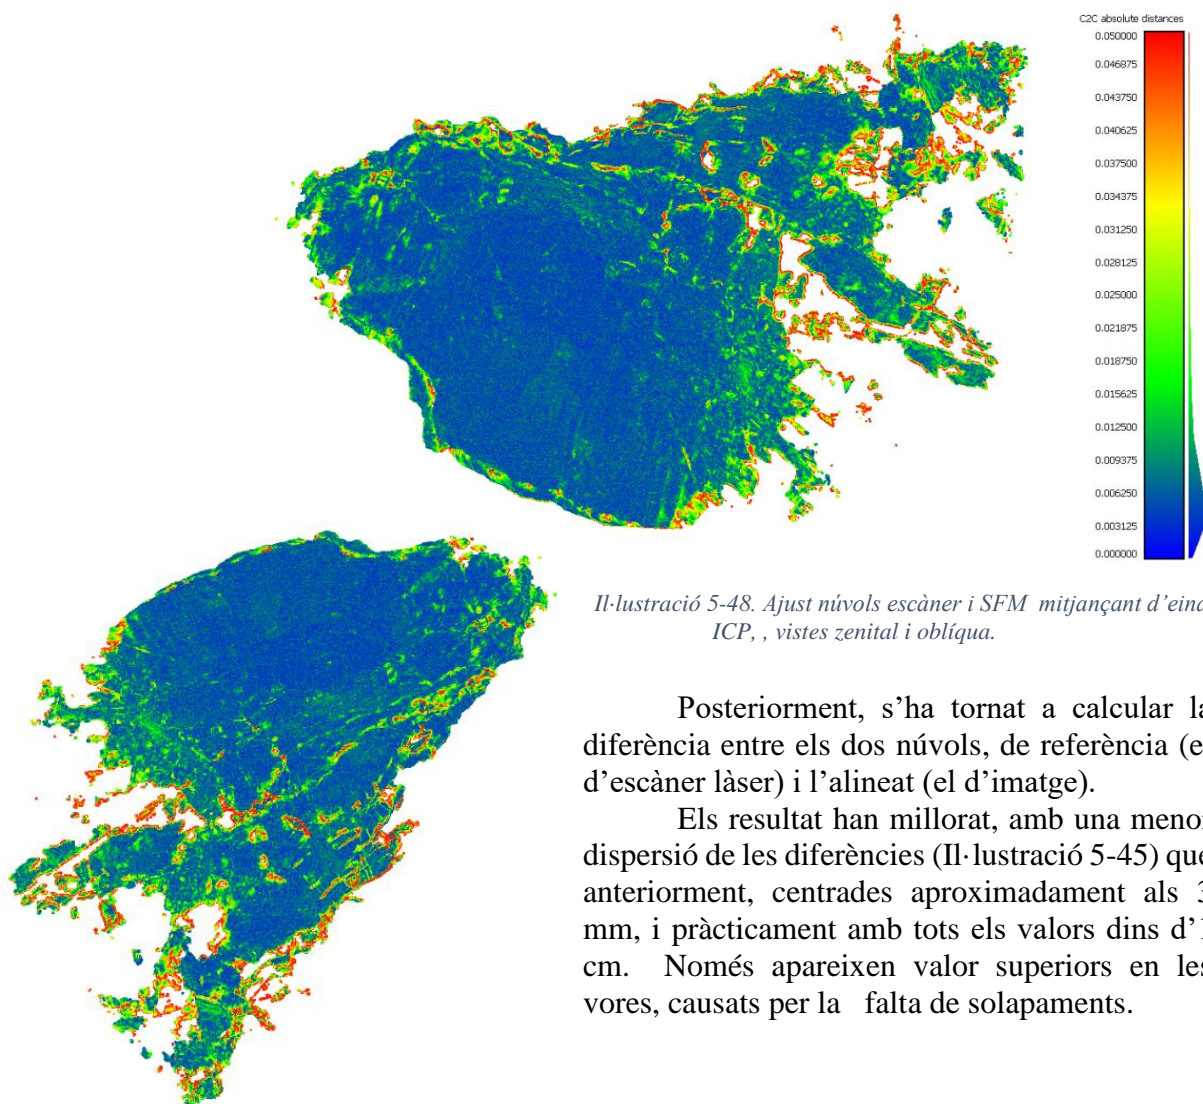 C2C absolute distances
0.050000
0.046875
0.043750
0.040625
0.037500
0.034375
0.031250
0.028125
0.025000
0.021875
0.018750
0.015625
0.012500
0.009375
0.006250
0.003125
0.000000
Il·lustració 5-48. Ajust núvols escàner i SFM mitjançant d’eina
ICP, , vistes zenital i oblíqua.
Posteriorment, s’ha tornat a calcular la
diferència entre els dos núvols, de referència (el
d’escàner làser) i l’alineat (el d’imatge).
Els resultat han millorat, amb una menor
dispersió de les diferències (Il·lustració 5-45) que
anteriorment, centrades aproximadament als 3
mm, i pràcticament amb tots els valors dins d’1
cm. Només apareixen valor superiors en les
vores, causats per la falta de solapaments.